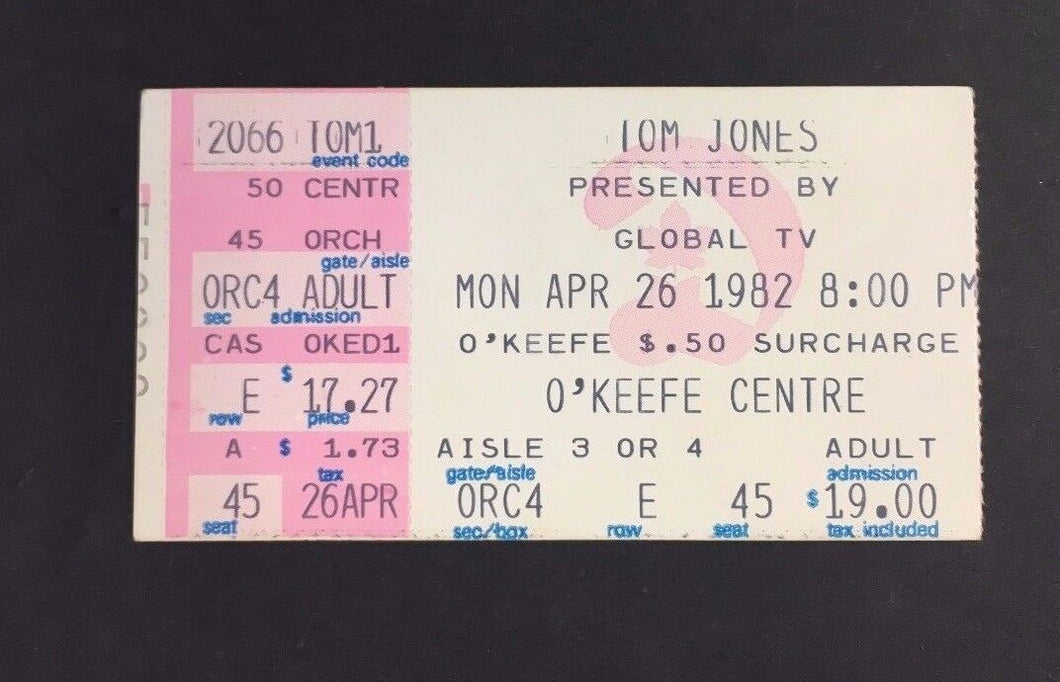 2066 TOM1
event code
50 CENTR
45 ORCH
gate/aisle
ORC4 ADULT
sec admission
CAS OKED1
E $ 17.27
row price
A $ 1.73
tax
45 26APR
seat
TOM JONES
PRESENTED BY
GLOBAL TV
MON APR 26 1982 8:00 PM
O'KEEFE $.50 SURCHARGE
O'KEEFE CENTRE
AISLE 3 OR 4 ADULT
gate/aisle admission
ORC4 E 45 $19.00
sec/box row seat tax included